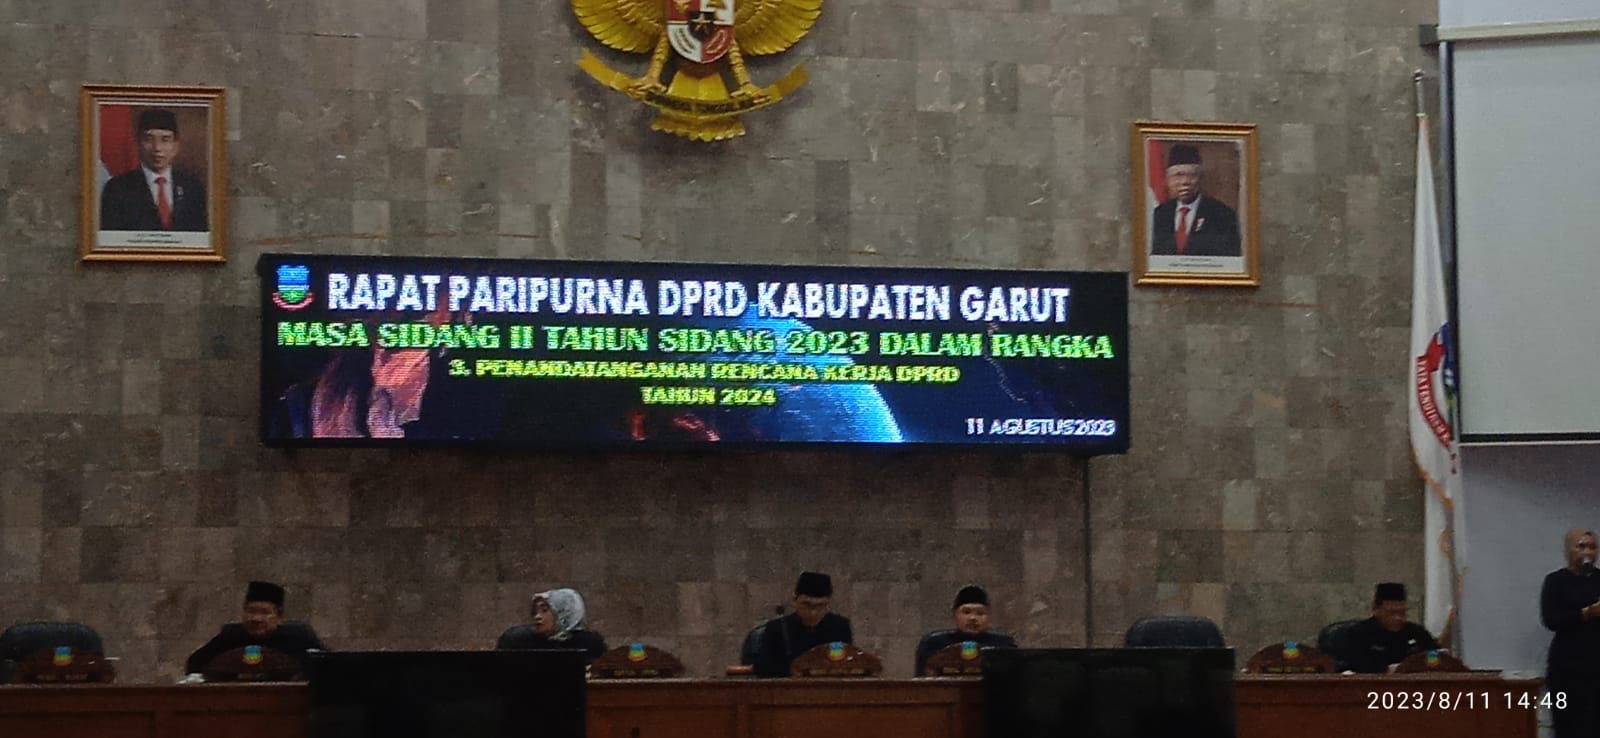 RAPAT PARIPURNA DPRD KABUPATEN GARUT
MASA SIDANG II TAHUN SIDANG 2023 DALAM RANGKA
3. PENANDATANGANAN RENCANA KERJA DPRD
TAHUN 2024
11 AGUSTUS 2023
2023/8/11 14:48